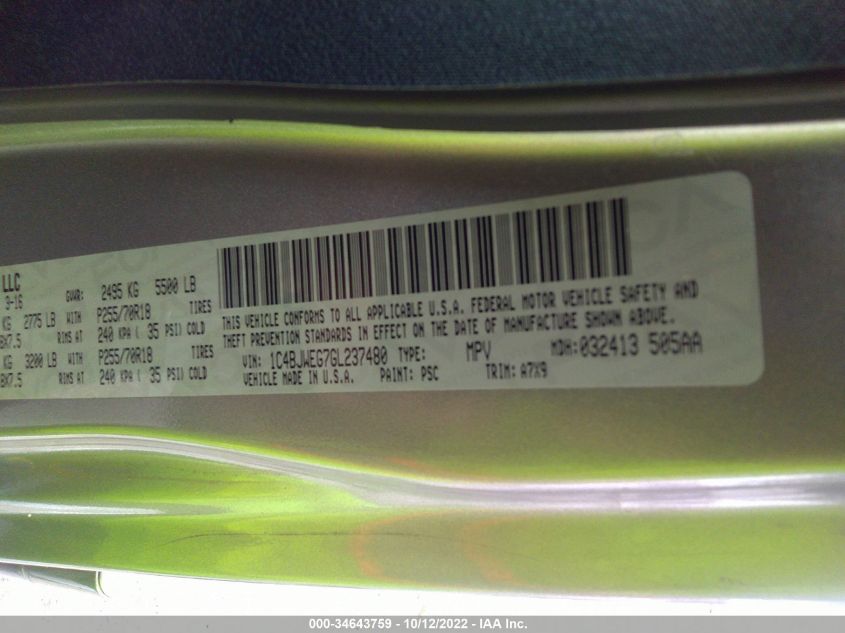 LLC
3-16 GVWR: 2495 KG 5500 LB
KG 2775 LB WITH P255/70R18 TIRES
8X7.5 RIMS AT 240 KPA ( 35 PSI) COLD
KG 3200 LB WITH P255/70R18 TIRES
8X7.5 RIMS AT 240 KPA ( 35 PSI) COLD
THIS VEHICLE CONFORMS TO ALL APPLICABLE U.S.A. FEDERAL MOTOR VEHICLE SAFETY AND
THEFT PREVENTION STANDARDS IN EFFECT ON THE DATE OF MANUFACTURE SHOWN ABOVE.
VIN: 1C4BJWEG7GL237480 TYPE: MPV MDH: 032413 505AA
VEHICLE MADE IN U.S.A. PAINT: PSC TRIM: A7X9
000-34643759 - 10/12/2022 - IAA Inc.